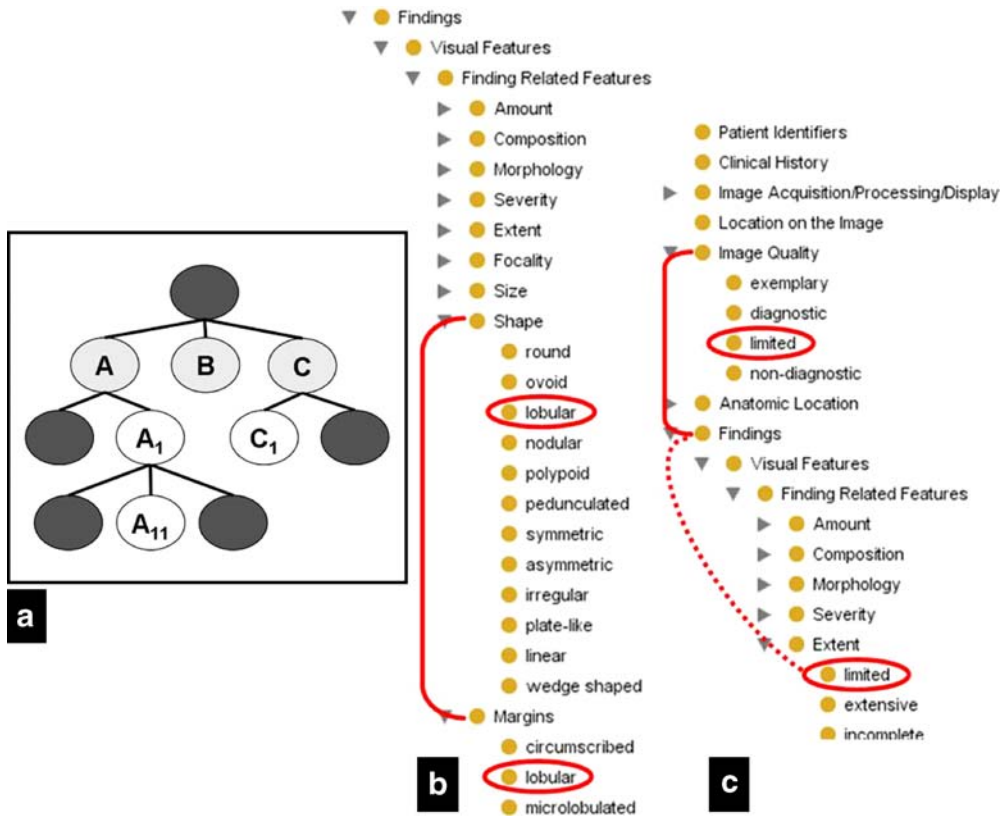 A
B
C
A1
C1
A11
a
Findings
Visual Features
Finding Related Features
Amount
Composition
Morphology
Severity
Extent
Focality
Size
Shape
round
ovoid
lobular
nodular
polypoid
pedunculated
symmetric
asymmetric
irregular
plate-like
linear
wedge shaped
Margins
circumscribed
lobular
microlobulated
b
Patient Identifiers
Clinical History
Image Acquisition/Processing/Display
Location on the Image
Image Quality
exemplary
diagnostic
limited
non-diagnostic
Anatomic Location
Findings
Visual Features
Finding Related Features
Amount
Composition
Morphology
Severity
Extent
limited
extensive
incomplete
c